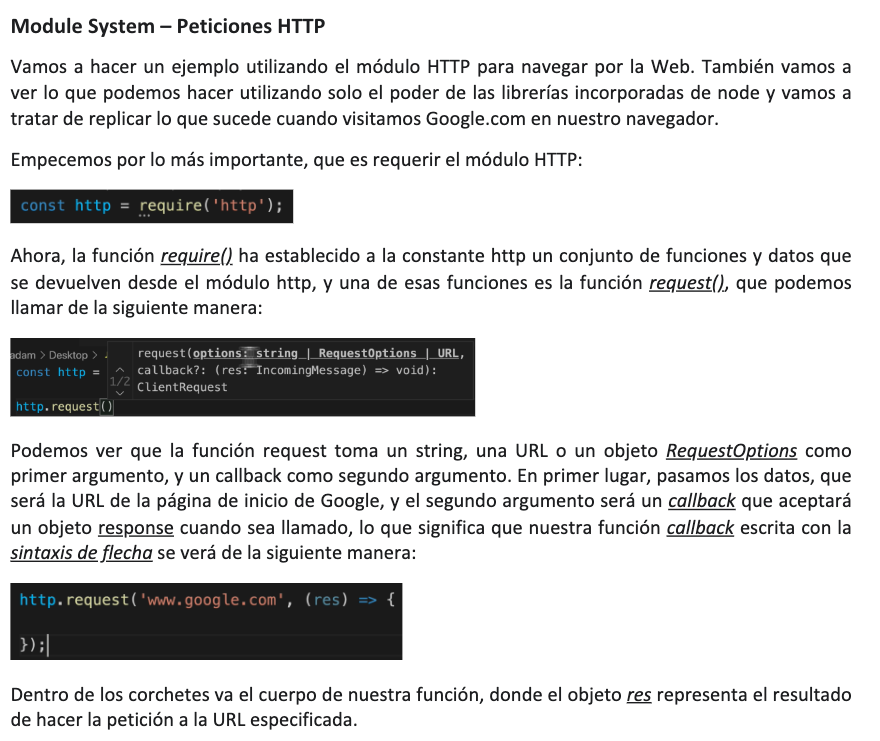 Module System – Peticiones HTTP
Vamos a hacer un ejemplo utilizando el módulo HTTP para navegar por la Web. También vamos a
ver lo que podemos hacer utilizando solo el poder de las librerías incorporadas de node y vamos a
tratar de replicar lo que sucede cuando visitamos Google.com en nuestro navegador.
Empecemos por lo más importante, que es requerir el módulo HTTP:
const http = require('http');
Ahora, la función require() ha establecido a la constante http un conjunto de funciones y datos que
se devuelven desde el módulo http, y una de esas funciones es la función request(), que podemos
llamar de la siguiente manera:
request(options: string | RequestOptions | URL,
adam > Desktop >
callback?: (res: IncomingMessage) => void):
const http =
1/2
ClientRequest
http.request()
Podemos ver que la función request toma un string, una URL o un objeto RequestOptions como
primer argumento, y un callback como segundo argumento. En primer lugar, pasamos los datos, que
será la URL de la página de inicio de Google, y el segundo argumento será un callback que aceptará
un objeto response cuando sea llamado, lo que significa que nuestra función callback escrita con la
sintaxis de flecha se verá de la siguiente manera:
http.request('www.google.com', (res) => {
});
Dentro de los corchetes va el cuerpo de nuestra función, donde el objeto res representa el resultado
de hacer la petición a la URL especificada.